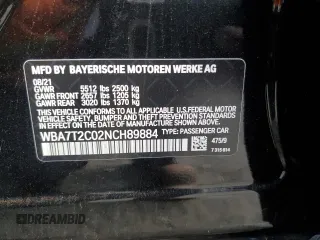 MFD BY BAYERISCHE MOTOREN WERKE AG
08/21
GVWR 5512 lbs 2500 kg
GAWR FRONT 2657 lbs 1205 kg
GAWR REAR 3020 lbs 1370 kg
THIS VEHICLE CONFORMS TO ALL APPLICABLE U.S. FEDERAL MOTOR VEHICLE SAFETY, BUMPER, AND THEFT PREVENTION STANDARDS IN EFFECT ON THE DATE OF MANUFACTURE SHOWN ABOVE.
WBA7T2C02NCH89884 TYPE: PASSENGER CAR
475/9
DREAMBID